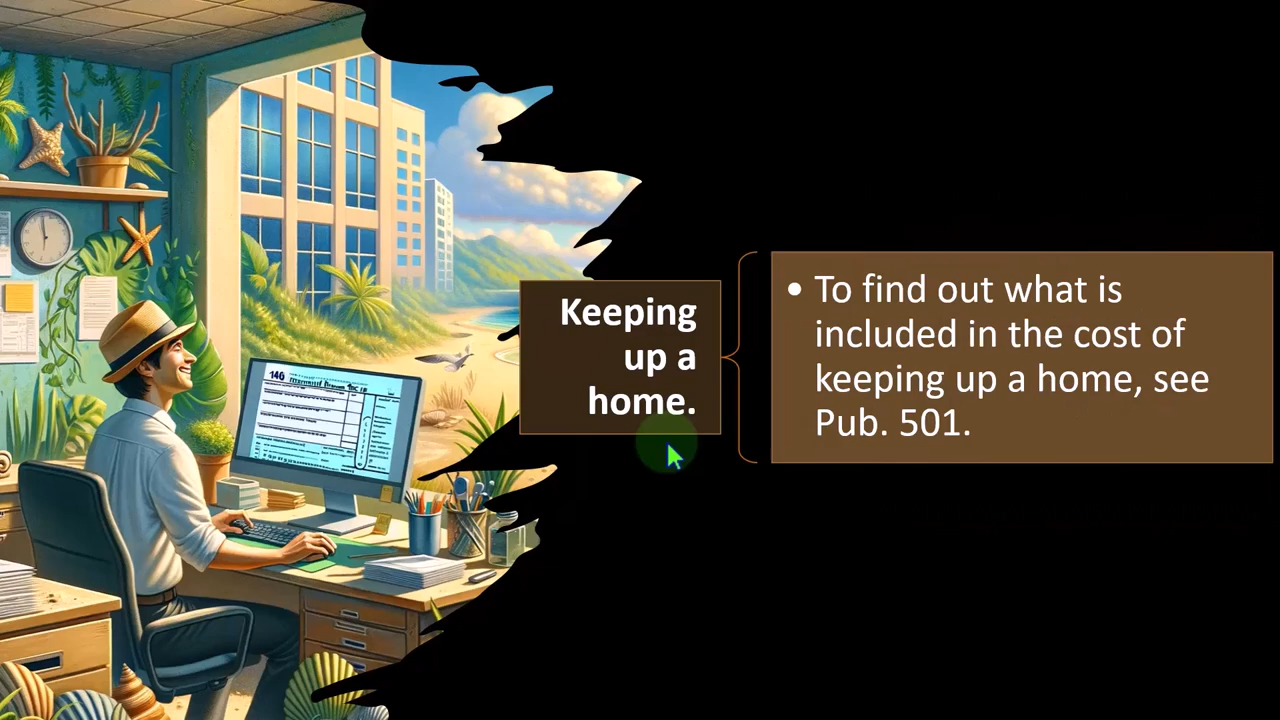 Keeping
up a
home.
• To find out what is
included in the cost of
keeping up a home, see
Pub. 501.
140